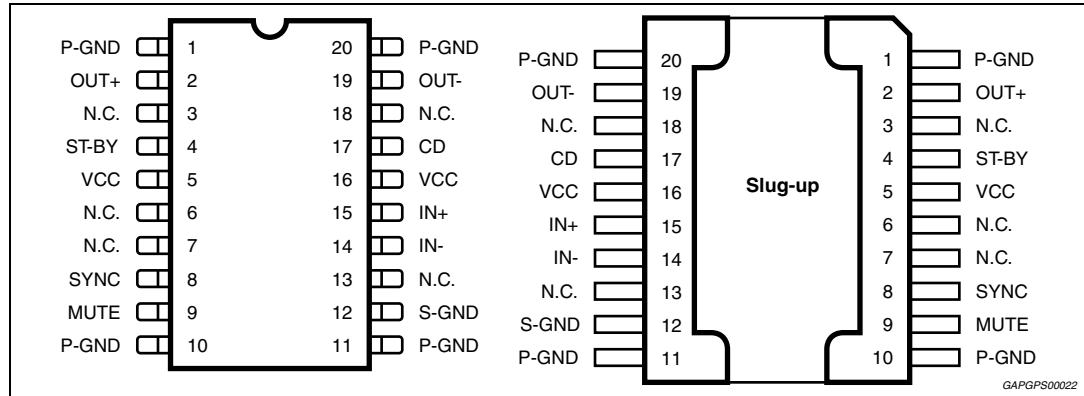 P-GND 1 20 P-GND
OUT+ 2 19 OUT-
N.C. 3 18 N.C.
ST-BY 4 17 CD
VCC 5 16 VCC
N.C. 6 15 IN+
N.C. 7 14 IN-
SYNC 8 13 N.C.
MUTE 9 12 S-GND
P-GND 10 11 P-GND
P-GND 20 1 P-GND
OUT- 19 2 OUT+
N.C. 18 3 N.C.
CD 17 4 ST-BY
VCC 16 Slug-up 5 VCC
IN+ 15 6 N.C.
IN- 14 7 N.C.
N.C. 13 8 SYNC
S-GND 12 9 MUTE
P-GND 11 10 P-GND
GAPGPS00022